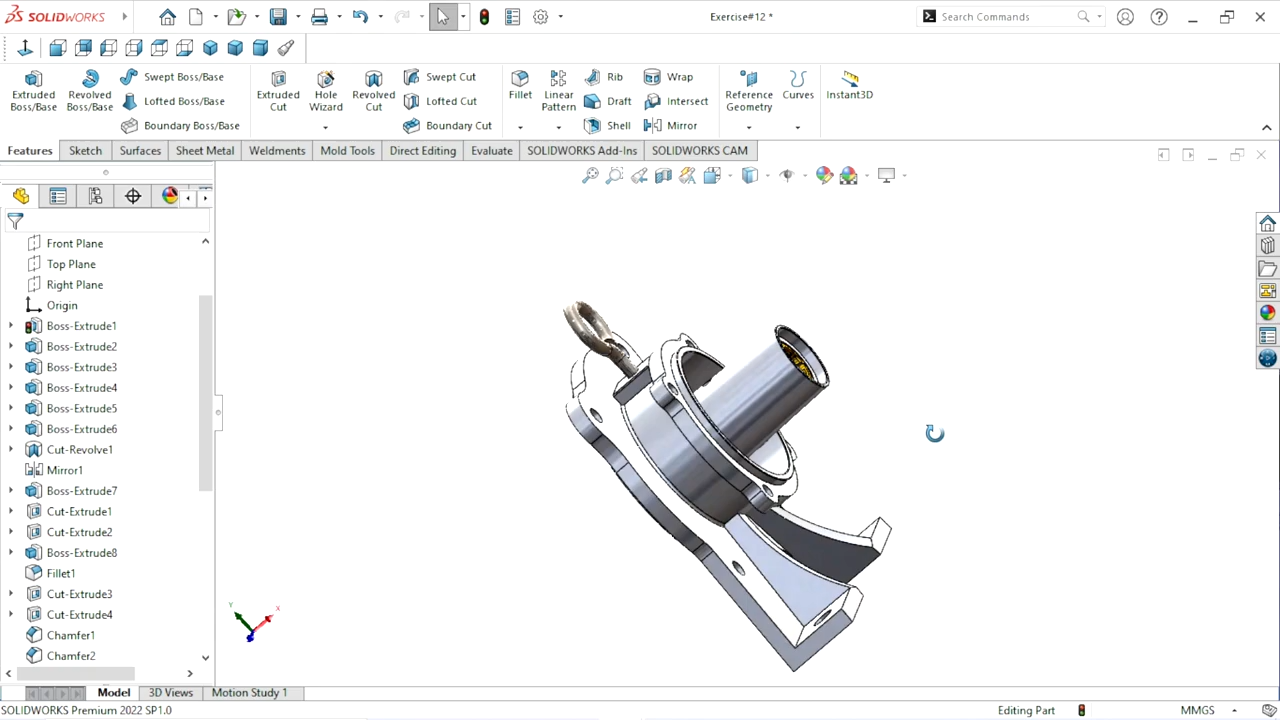 SOLIDWORKS
Exercise#12 *
Search Commands
Extruded Boss/Base
Revolved Boss/Base
Swept Boss/Base
Lofted Boss/Base
Boundary Boss/Base
Extruded Cut
Hole Wizard
Revolved Cut
Swept Cut
Lofted Cut
Boundary Cut
Fillet
Linear Pattern
Rib
Draft
Shell
Wrap
Intersect
Mirror
Reference Geometry
Curves
Instant3D
Features
Sketch
Surfaces
Sheet Metal
Weldments
Mold Tools
Direct Editing
Evaluate
SOLIDWORKS Add-Ins
SOLIDWORKS CAM
Front Plane
Top Plane
Right Plane
Origin
Boss-Extrude1
Boss-Extrude2
Boss-Extrude3
Boss-Extrude4
Boss-Extrude5
Boss-Extrude6
Cut-Revolve1
Mirror1
Boss-Extrude7
Cut-Extrude1
Cut-Extrude2
Boss-Extrude8
Fillet1
Cut-Extrude3
Cut-Extrude4
Chamfer1
Chamfer2
Y
X
Model
3D Views
Motion Study 1
SOLIDWORKS Premium 2022 SP1.0
Editing Part
MMGS